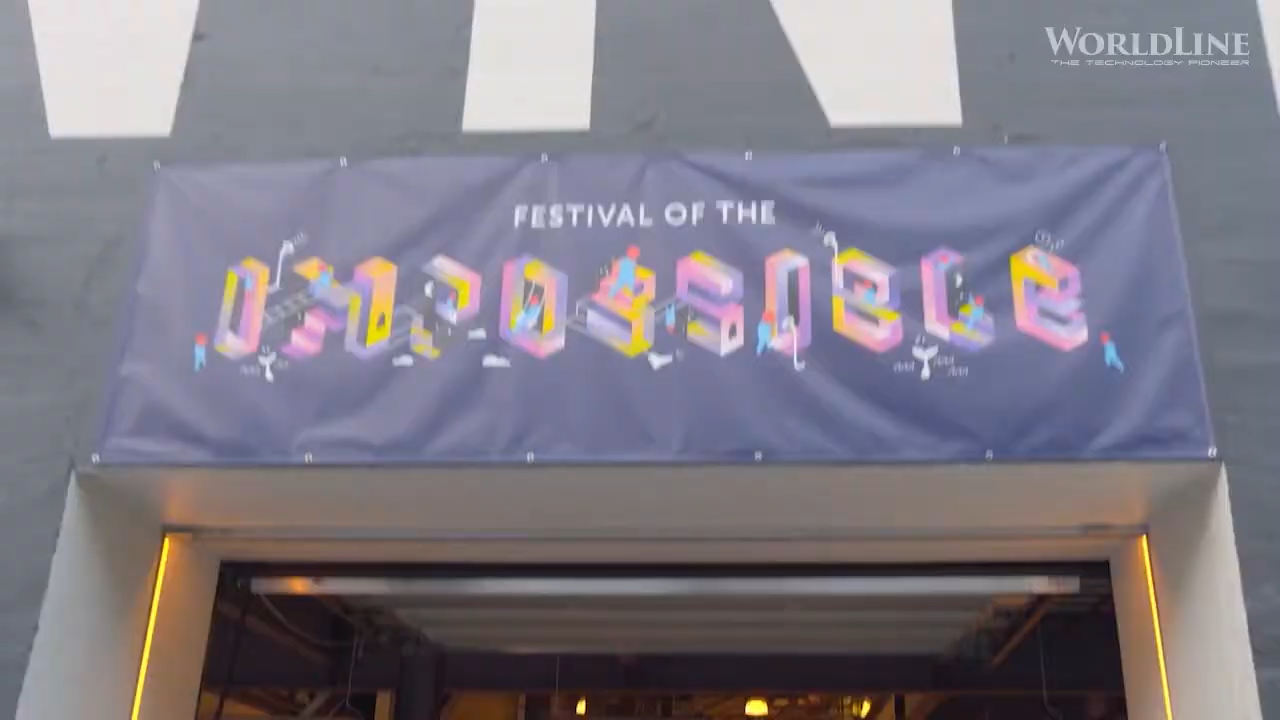 WORLDLINE
THE TECHNOLOGY PIONEER
FESTIVAL OF THE
IMPOSSIBLE